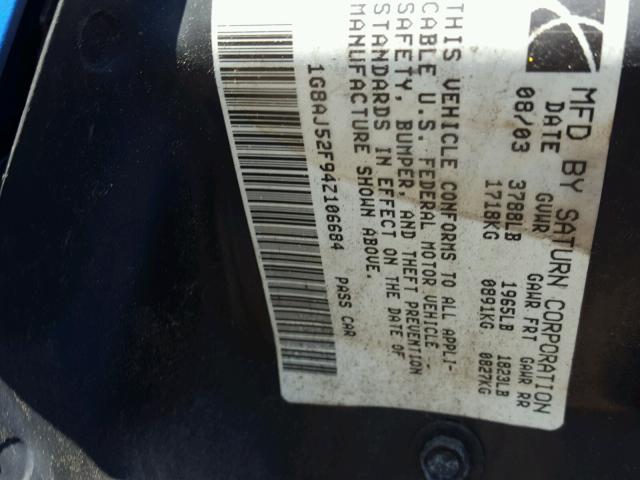 MFD BY SATURN CORPORATION
DATE GVWR GAWR FRT GAWR RR
08/03 3788LB 1965LB 1823LB
1718KG 0891KG 0827KG
THIS VEHICLE CONFORMS TO ALL APPLI-
CABLE U.S. FEDERAL MOTOR VEHICLE
SAFETY, BUMPER, AND THEFT PREVENTION
STANDARDS IN EFFECT ON THE DATE OF
MANUFACTURE SHOWN ABOVE.
1G8AJ52F94Z106684 PASS CAR